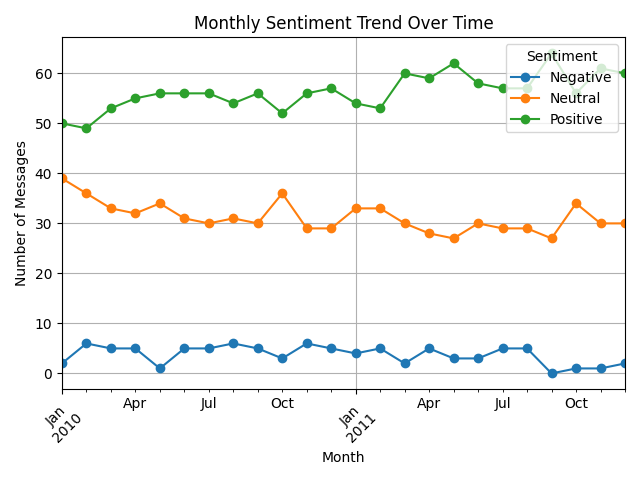 Monthly Sentiment Trend Over Time
Sentiment
Negative
Neutral
Positive
Number of Messages
60
50
40
30
20
10
0
Jan
2010
Apr
Jul
Oct
Jan
2011
Apr
Jul
Oct
Month